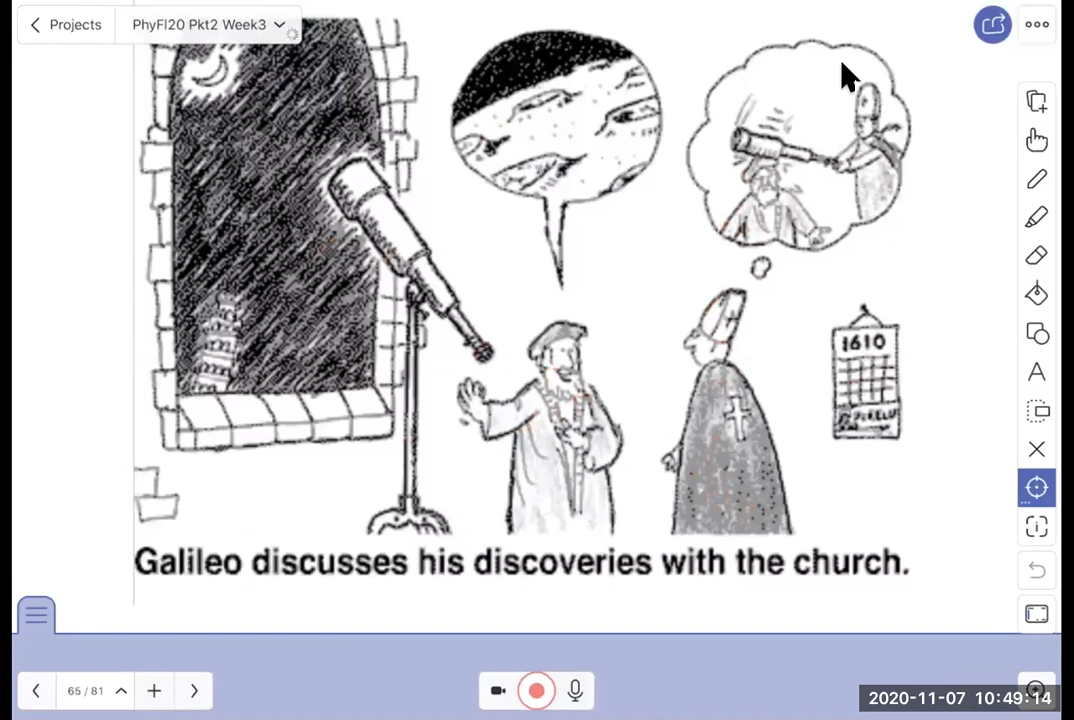 Projects
PhyFl20 Pkt2 Week3
1610
Galileo discusses his discoveries with the church.
65 / 81
2020-11-07 10:49:14